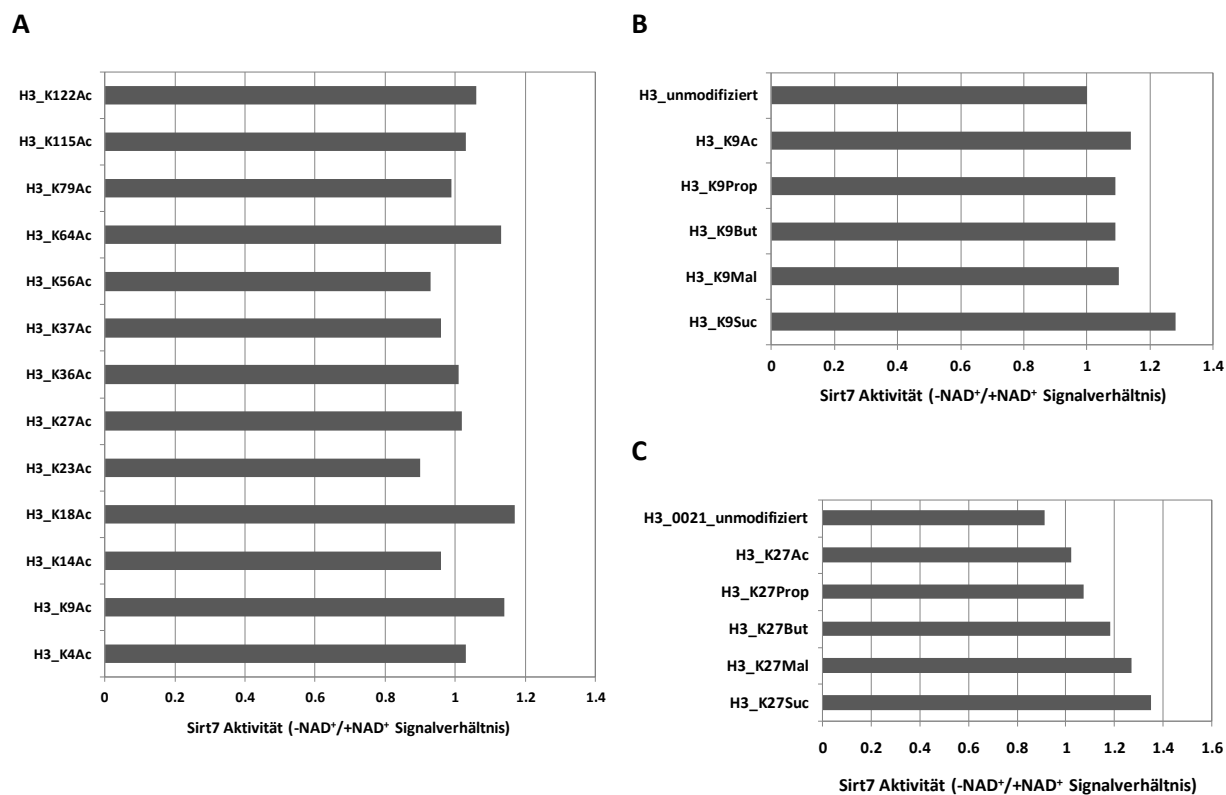 A
H3_K122Ac
H3_K115Ac
H3_K79Ac
H3_K64Ac
H3_K56Ac
H3_K37Ac
H3_K36Ac
H3_K27Ac
H3_K23Ac
H3_K18Ac
H3_K14Ac
H3_K9Ac
H3_K4Ac
0 0.2 0.4 0.6 0.8 1 1.2 1.4
Sirt7 Aktivität (-NAD⁺/+NAD⁺ Signalverhältnis)
B
H3_unmodifiziert
H3_K9Ac
H3_K9Prop
H3_K9But
H3_K9Mal
H3_K9Suc
0 0.2 0.4 0.6 0.8 1 1.2 1.4
Sirt7 Aktivität (-NAD⁺/+NAD⁺ Signalverhältnis)
C
H3_0021_unmodifiziert
H3_K27Ac
H3_K27Prop
H3_K27But
H3_K27Mal
H3_K27Suc
0 0.2 0.4 0.6 0.8 1 1.2 1.4 1.6
Sirt7 Aktivität (-NAD⁺/+NAD⁺ Signalverhältnis)